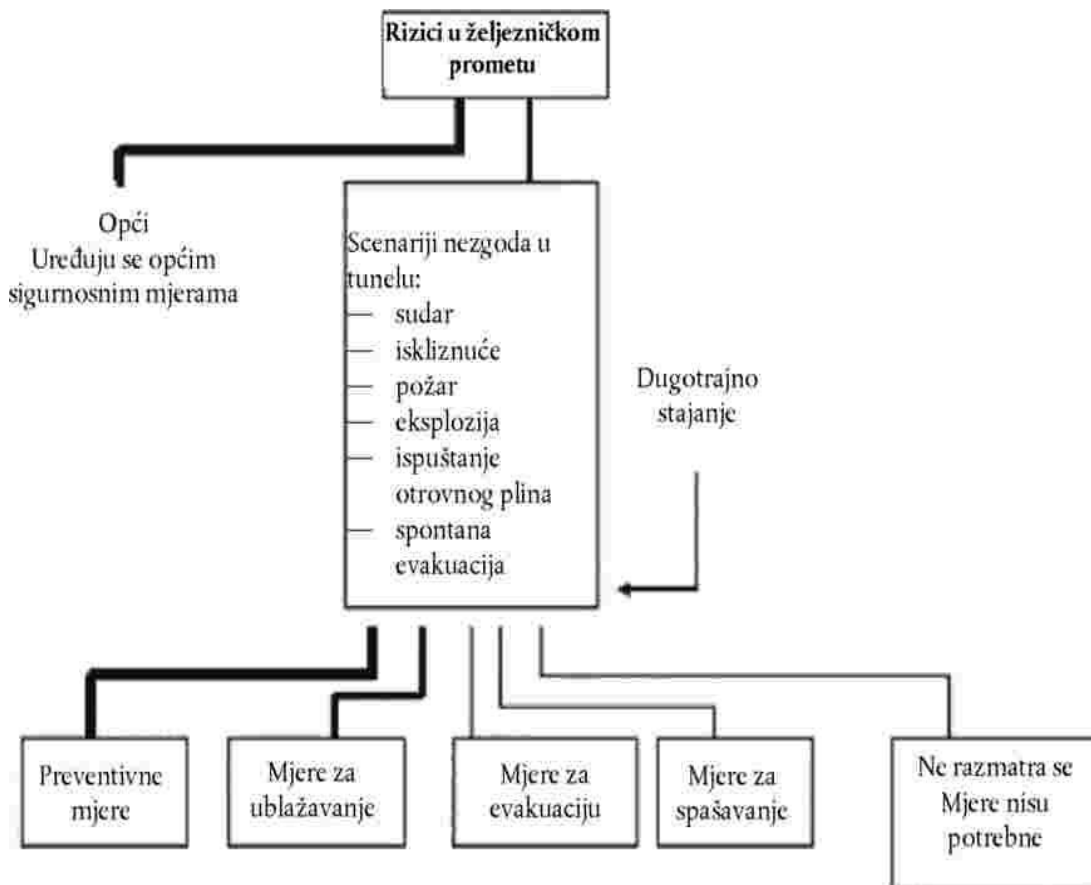 Rizici u željezničkom
prometu
Opći
Uređuju se općim
sigurnosnim mjerama
Scenariji nezgoda u
tunelu:
— sudar
— iskliznuće
— požar
— eksplozija
— ispuštanje
otrovnog plina
— spontana
evakuacija
Dugotrajno
stajanje
Preventivne
mjere
Mjere za
ublažavanje
Mjere za
evakuaciju
Mjere za
spašavanje
Ne razmatra se
Mjere nisu
potrebne